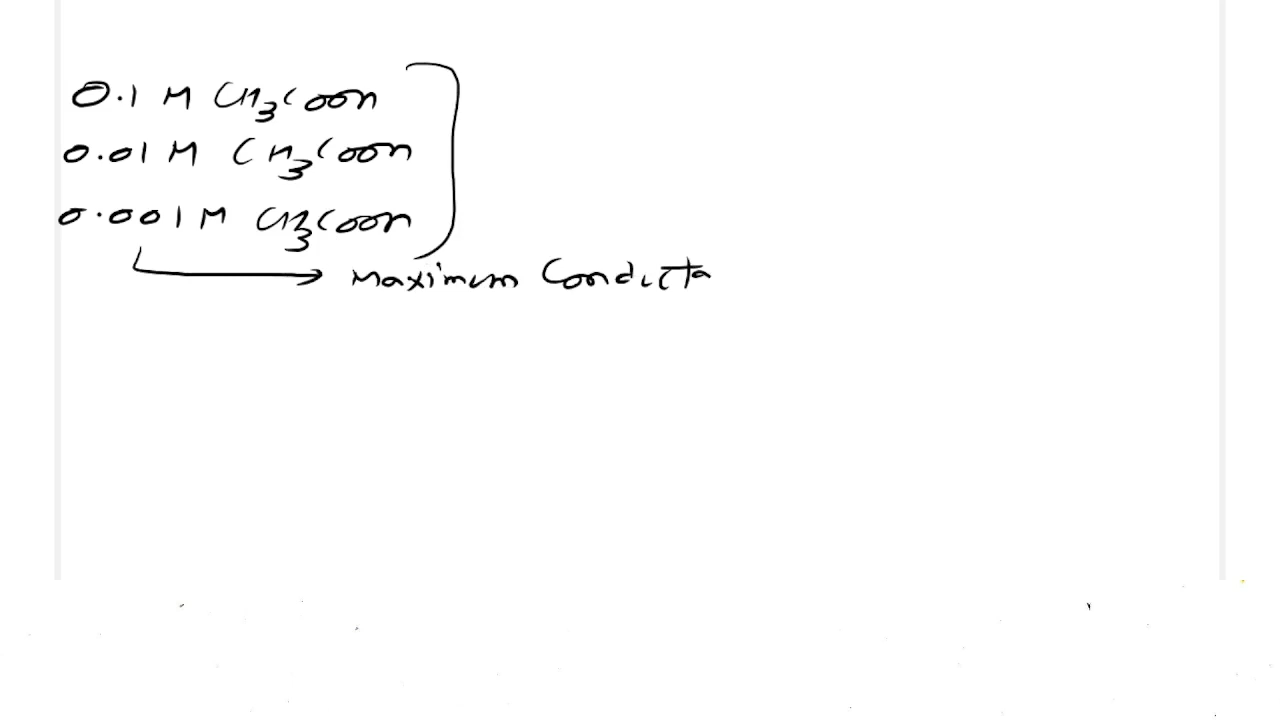 0.1 M CH3COOH
0.01 M CH3COOH
0.001 M CH3COOH
Maximum Conducta